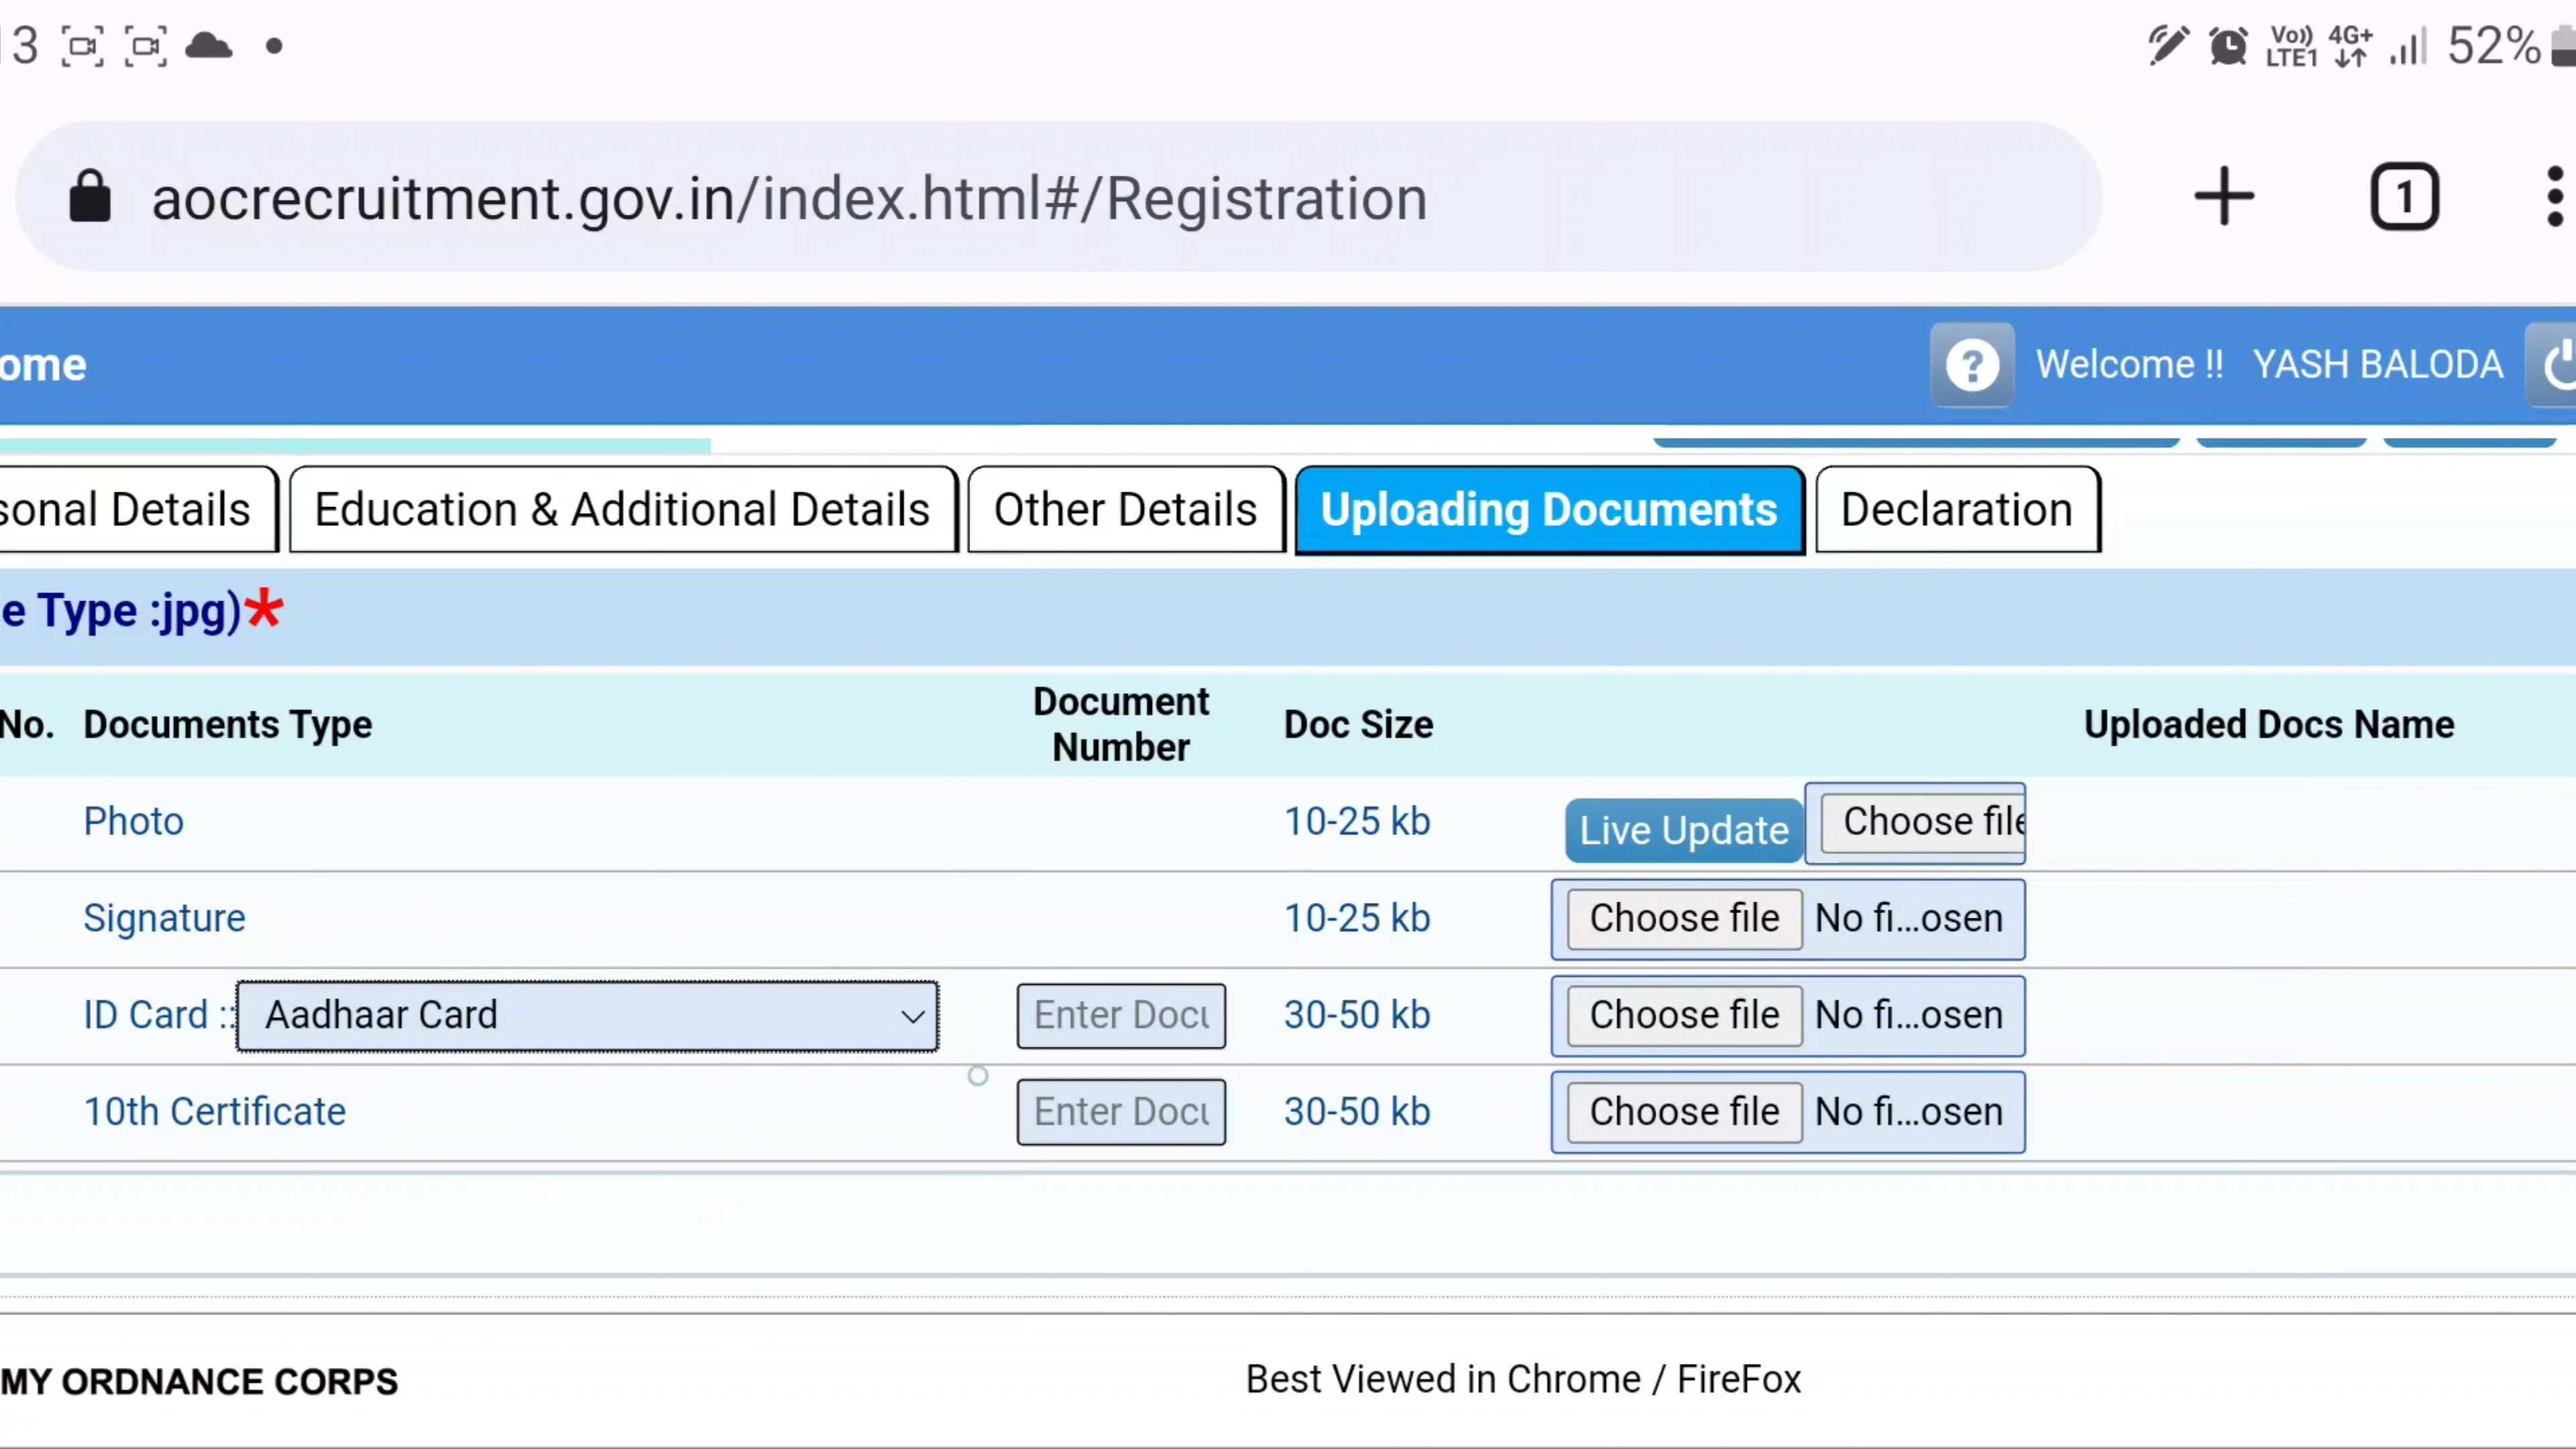 13 52%
Vo)) LTE1 4G+
aocrecruitment.gov.in/index.html#/Registration 1
ome ? Welcome !! YASH BALODA
sonal Details Education & Additional Details Other Details Uploading Documents Declaration
e Type :jpg)*
No. Documents Type Document Number Doc Size Uploaded Docs Name
Photo 10-25 kb Live Update Choose file
Signature 10-25 kb Choose file No fi...osen
ID Card :: Aadhaar Card Enter Docu 30-50 kb Choose file No fi...osen
10th Certificate Enter Docu 30-50 kb Choose file No fi...osen
MY ORDNANCE CORPS Best Viewed in Chrome / FireFox